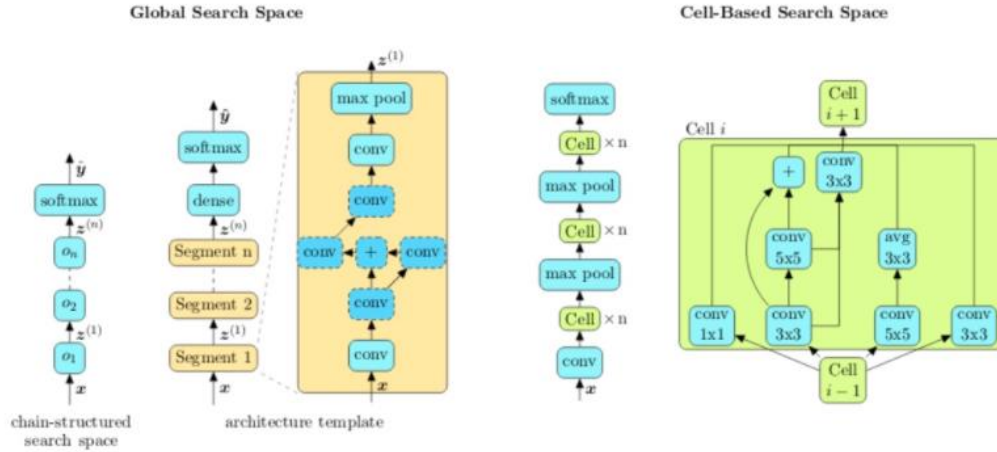 Global Search Space
ŷ
softmax
z⁽ⁿ⁾
oₙ
o₂
z⁽¹⁾
o₁
x
chain-structured
search space
ŷ
softmax
dense
z⁽ⁿ⁾
Segment n
Segment 2
z⁽¹⁾
Segment 1
x
z⁽¹⁾
max pool
conv
conv
conv
+
conv
conv
conv
x
architecture template
Cell-Based Search Space
softmax
Cell × n
max pool
Cell × n
max pool
Cell × n
conv
x
Cell
i + 1
Cell i
+
conv
3x3
conv
5x5
avg
3x3
conv
1x1
conv
3x3
conv
5x5
conv
3x3
Cell
i − 1